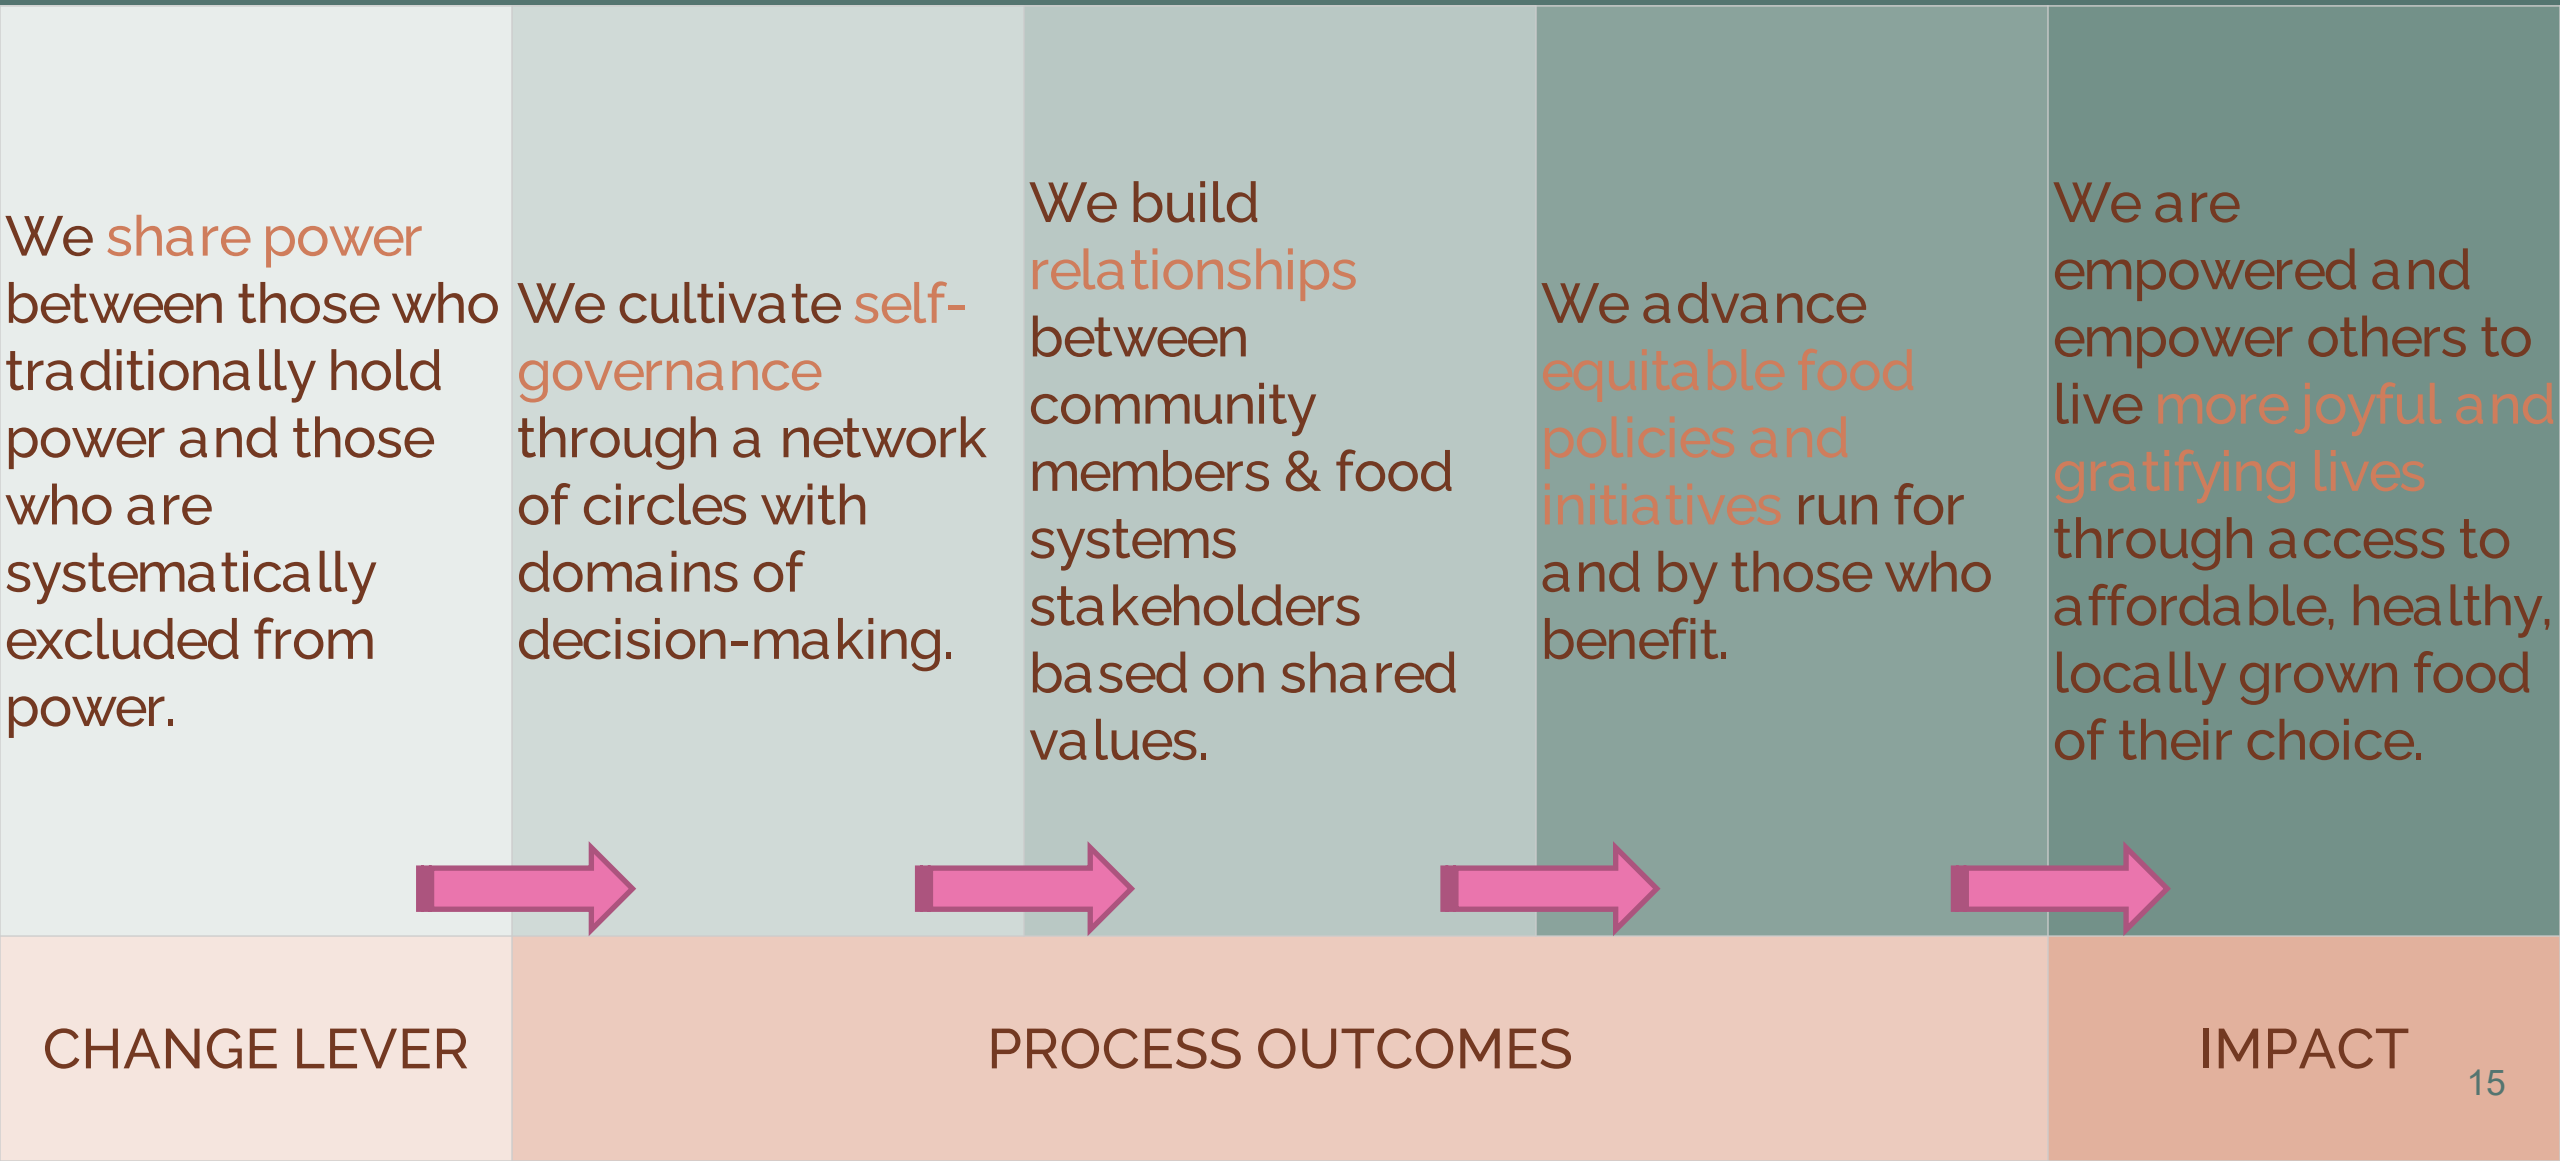 We share power
between those who
traditionally hold
power and those
who are
systematically
excluded from
power.
We cultivate self-
governance
through a network
of circles with
domains of
decision-making.
We build
relationships
between
community
members & food
systems
stakeholders
based on shared
values.
We advance
equitable food
policies and
initiatives run for
and by those who
benefit.
We are
empowered and
empower others to
live more joyful and
gratifying lives
through access to
affordable, healthy,
locally grown food
of their choice.
CHANGE LEVER
PROCESS OUTCOMES
IMPACT
15